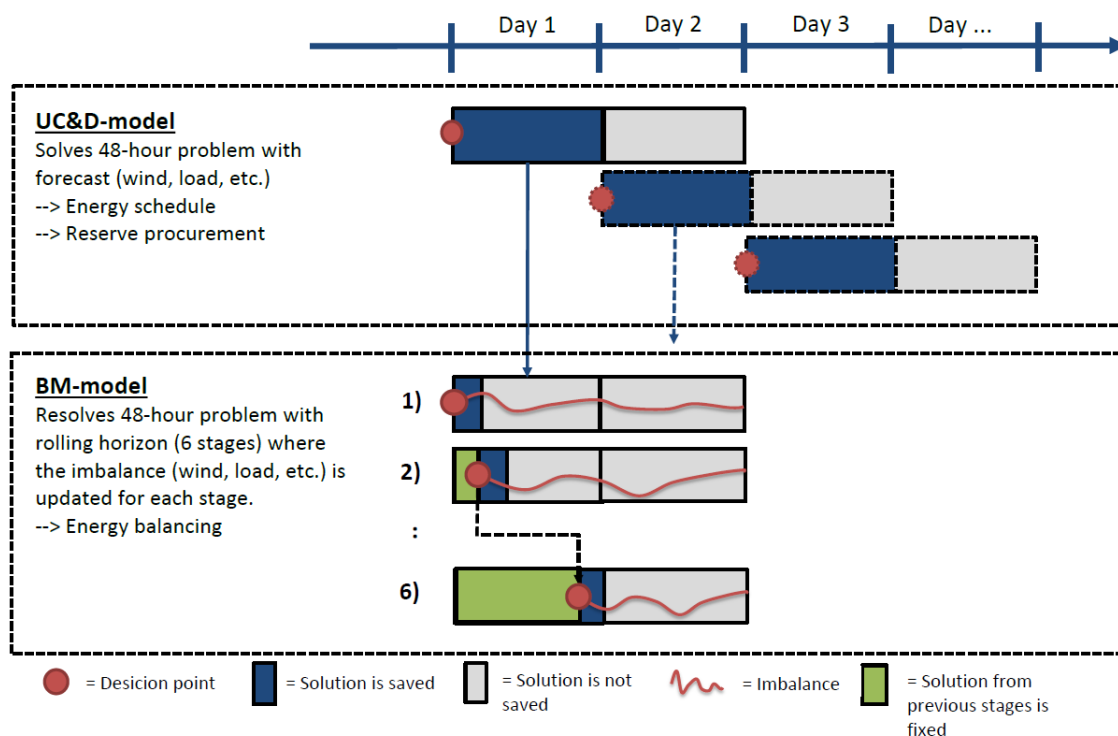 Day 1
Day 2
Day 3
Day ...
UC&D-model
Solves 48-hour problem with
forecast (wind, load, etc.)
--> Energy schedule
--> Reserve procurement
BM-model
Resolves 48-hour problem with
rolling horizon (6 stages) where
the imbalance (wind, load, etc.) is
updated for each stage.
--> Energy balancing
1)
2)
:
6)
= Desicion point
= Solution is saved
= Solution is not
saved
= Imbalance
= Solution from
previous stages is
fixed